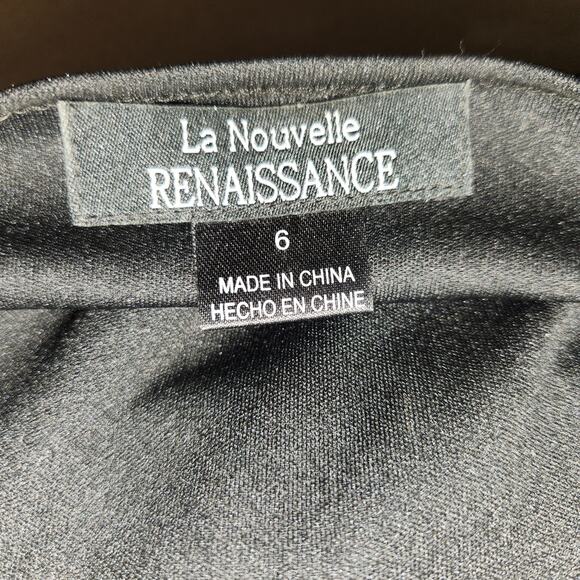 La Nouvelle
RENAISSANCE
6
MADE IN CHINA
HECHO EN CHINE